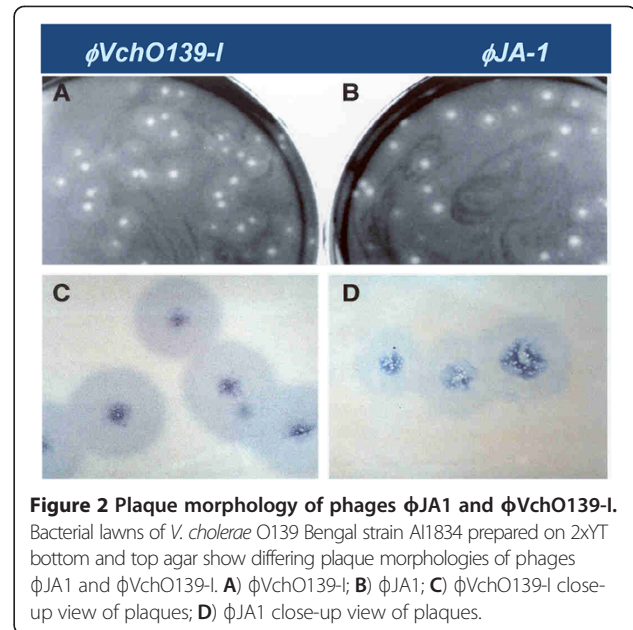 ϕVchO139-I
ϕJA-1
A
B
C
D
Figure 2 Plaque morphology of phages ϕJA1 and ϕVchO139-I.
Bacterial lawns of V. cholerae O139 Bengal strain AI1834 prepared on 2xYT
bottom and top agar show differing plaque morphologies of phages
ϕJA1 and ϕVchO139-I. A) ϕVchO139-I; B) ϕJA1; C) ϕVchO139-I close-
up view of plaques; D) ϕJA1 close-up view of plaques.